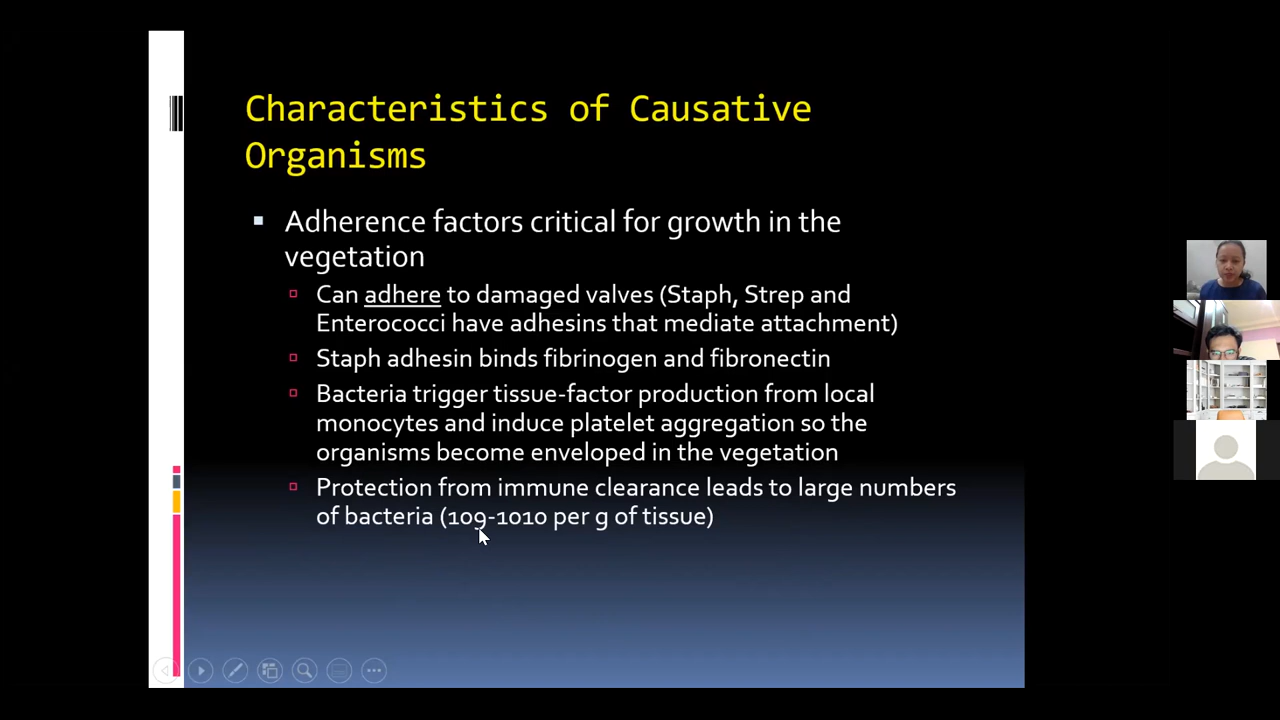 Characteristics of Causative
Organisms
Adherence factors critical for growth in the
vegetation
Can adhere to damaged valves (Staph, Strep and
Enterococci have adhesins that mediate attachment)
Staph adhesin binds fibrinogen and fibronectin
Bacteria trigger tissue-factor production from local
monocytes and induce platelet aggregation so the
organisms become enveloped in the vegetation
Protection from immune clearance leads to large numbers
of bacteria (109-1010 per g of tissue)